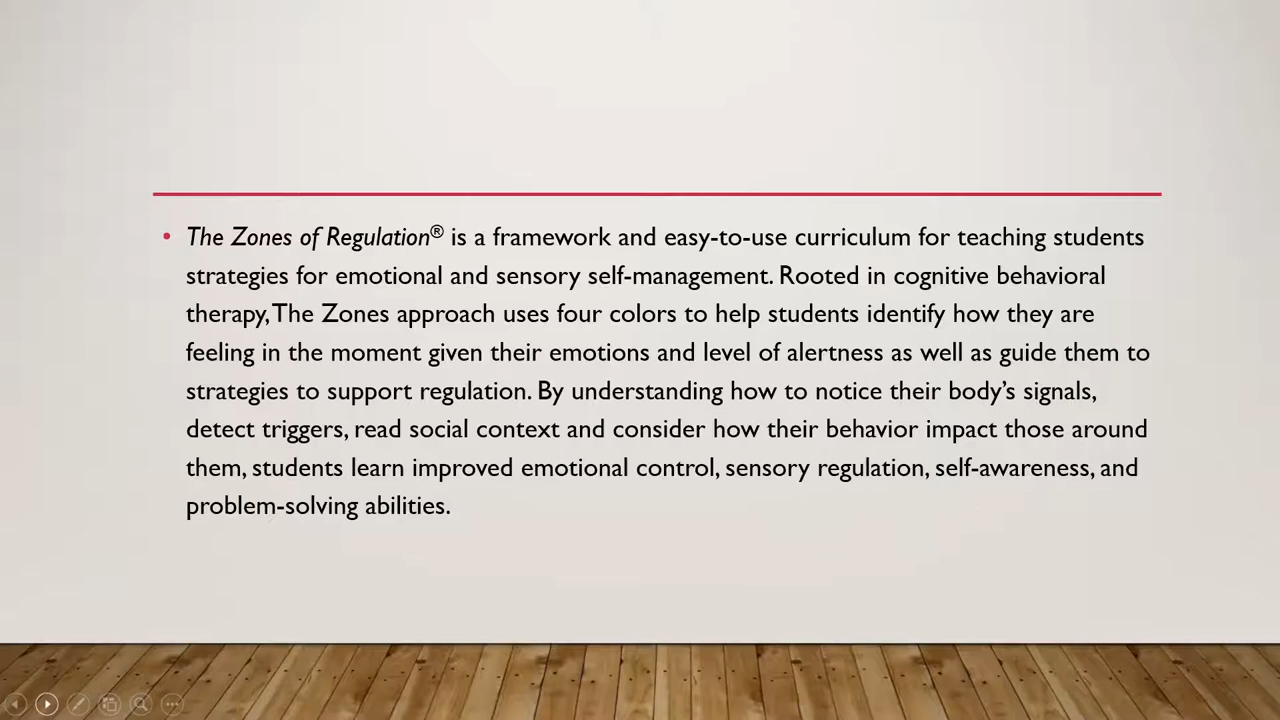 • The Zones of Regulation® is a framework and easy-to-use curriculum for teaching students
strategies for emotional and sensory self-management. Rooted in cognitive behavioral
therapy, The Zones approach uses four colors to help students identify how they are
feeling in the moment given their emotions and level of alertness as well as guide them to
strategies to support regulation. By understanding how to notice their body’s signals,
detect triggers, read social context and consider how their behavior impact those around
them, students learn improved emotional control, sensory regulation, self-awareness, and
problem-solving abilities.